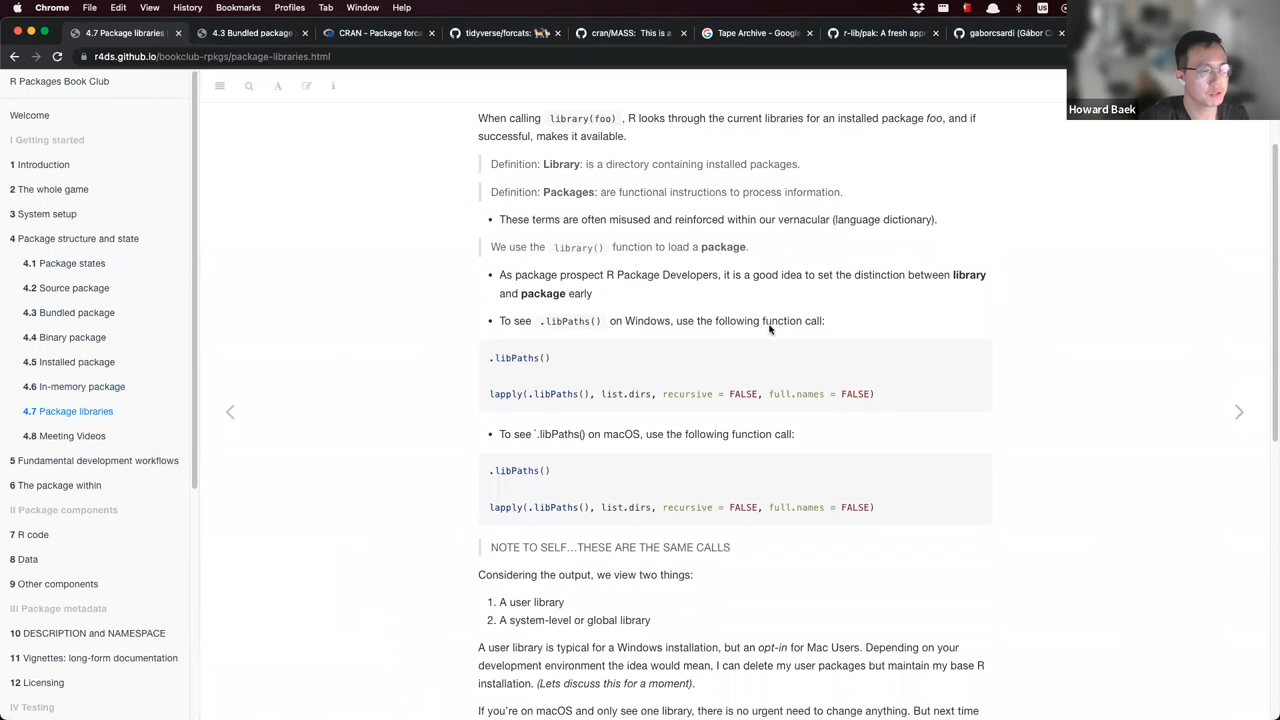 Chrome File Edit View History Bookmarks Profiles Tab Window Help
4.7 Package libraries
4.3 Bundled package
CRAN - Package forca
tidyverse/forcats:
cran/MASS: This is a
Tape Archive - Google
r-lib/pak: A fresh app
gaborcsardi (Gábor C
r4ds.github.io/bookclub-rpkgs/package-libraries.html
Howard Baek
R Packages Book Club
Welcome
I Getting started
1 Introduction
2 The whole game
3 System setup
4 Package structure and state
4.1 Package states
4.2 Source package
4.3 Bundled package
4.4 Binary package
4.5 Installed package
4.6 In-memory package
4.7 Package libraries
4.8 Meeting Videos
5 Fundamental development workflows
6 The package within
II Package components
7 R code
8 Data
9 Other components
III Package metadata
10 DESCRIPTION and NAMESPACE
11 Vignettes: long-form documentation
12 Licensing
IV Testing
When calling library(foo) , R looks through the current libraries for an installed package foo, and if
successful, makes it available.
Definition: Library: is a directory containing installed packages.
Definition: Packages: are functional instructions to process information.
• These terms are often misused and reinforced within our vernacular (language dictionary).
We use the library() function to load a package.
• As package prospect R Package Developers, it is a good idea to set the distinction between library
and package early
• To see .libPaths() on Windows, use the following function call:
.libPaths()
lapply(.libPaths(), list.dirs, recursive = FALSE, full.names = FALSE)
• To see `.libPaths() on macOS, use the following function call:
.libPaths()
lapply(.libPaths(), list.dirs, recursive = FALSE, full.names = FALSE)
NOTE TO SELF...THESE ARE THE SAME CALLS
Considering the output, we view two things:
1. A user library
2. A system-level or global library
A user library is typical for a Windows installation, but an opt-in for Mac Users. Depending on your
development environment the idea would mean, I can delete my user packages but maintain my base R
installation. (Lets discuss this for a moment).
If you're on macOS and only see one library, there is no urgent need to change anything. But next time